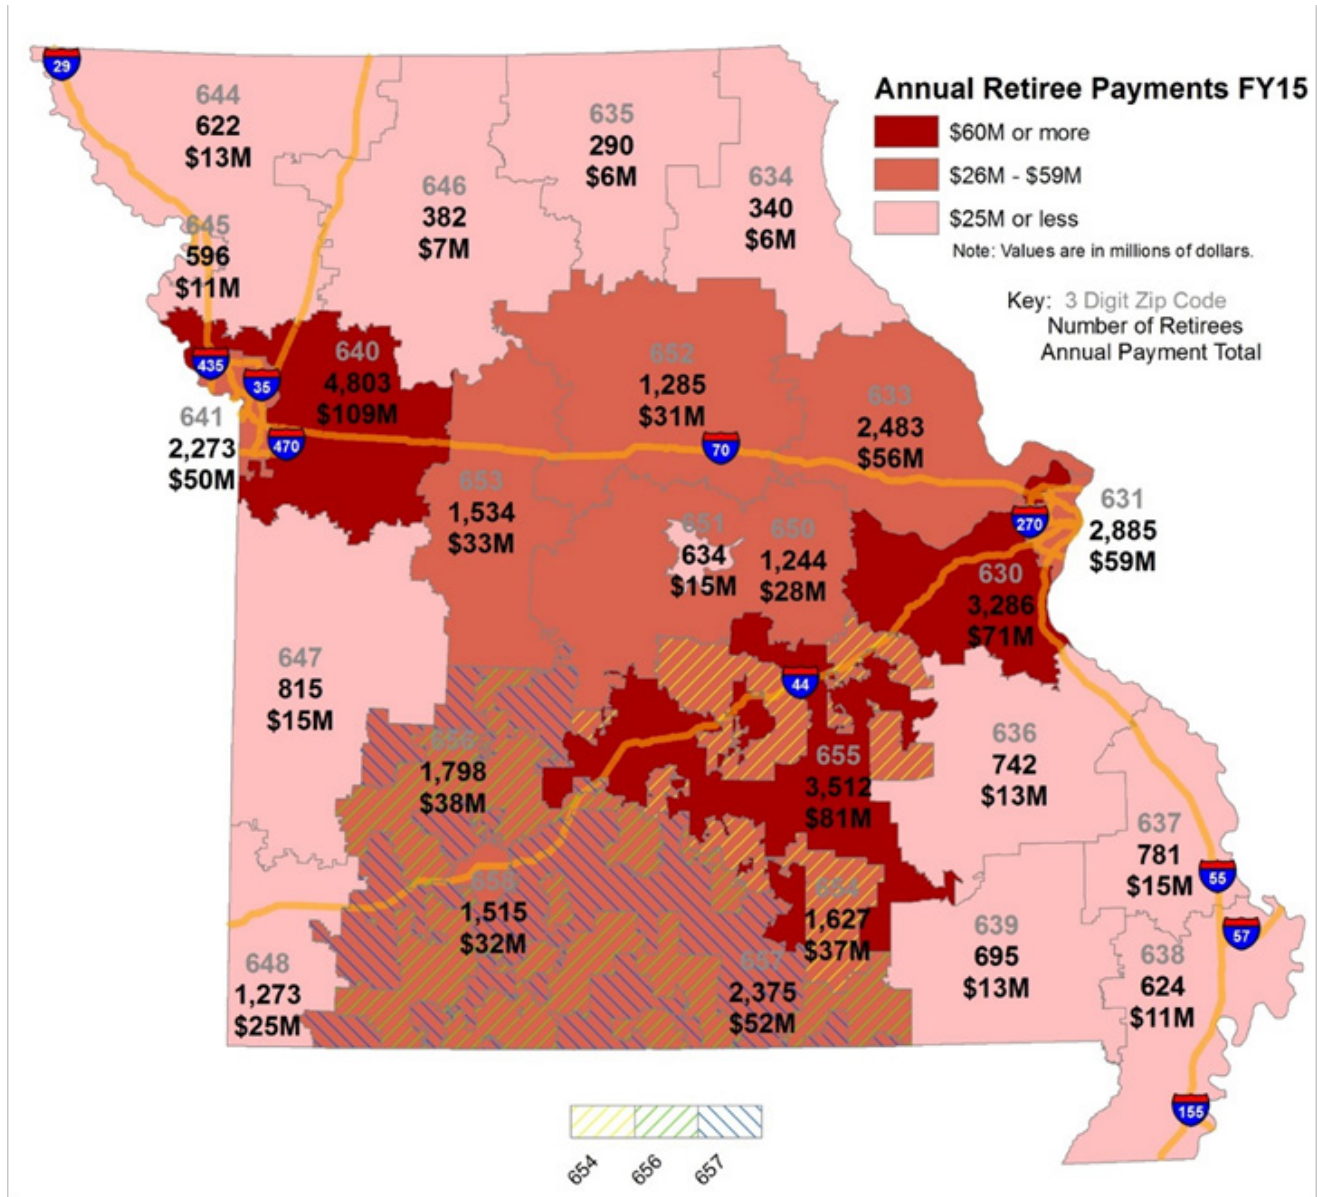 Annual Retiree Payments FY15
$60M or more
$26M - $59M
$25M or less
Note: Values are in millions of dollars.
Key: 3 Digit Zip Code
Number of Retirees
Annual Payment Total
29
644
622
$13M
645
596
$11M
646
382
$7M
635
290
$6M
634
340
$6M
435
35
640
4,803
$109M
641
2,273
$50M
470
652
1,285
$31M
70
633
2,483
$56M
653
1,534
$33M
651
634
$15M
650
1,244
$28M
270
631
2,885
$59M
630
3,286
$71M
647
815
$15M
44
656
1,798
$38M
655
3,512
$81M
636
742
$13M
637
781
$15M
55
57
658
1,515
$32M
654
1,627
$37M
657
2,375
$52M
648
1,273
$25M
639
695
$13M
638
624
$11M
155
654
656
657